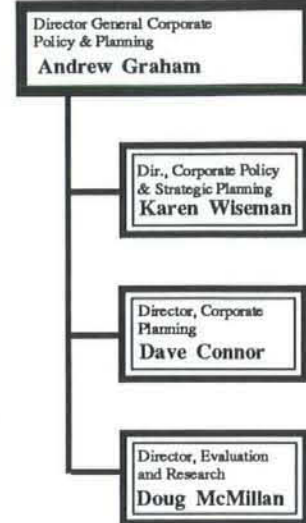 Director General Corporate
Policy & Planning
Andrew Graham
Dir., Corporate Policy
& Strategic Planning
Karen Wiseman
Director, Corporate
Planning
Dave Connor
Director, Evaluation
and Research
Doug McMillan